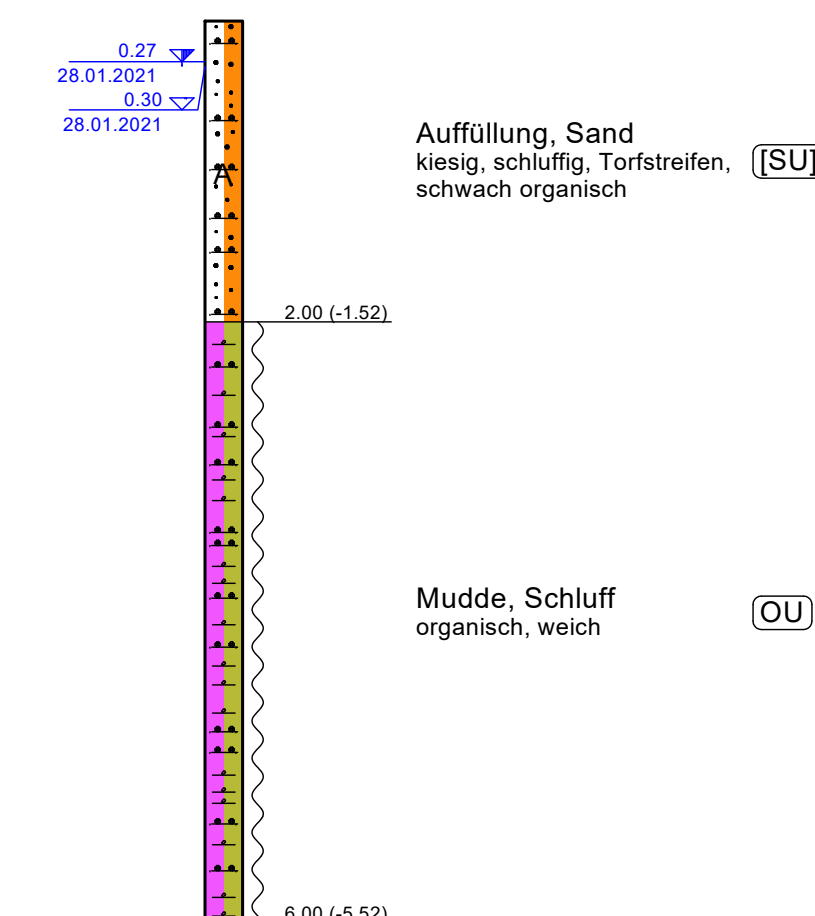 0.27
28.01.2021
0.30
28.01.2021
A
Auffüllung, Sand
kiesig, schluffig, Torfstreifen,
schwach organisch
[SU]
2.00 (-1.52)
Mudde, Schluff
organisch, weich
OU
6.00 (-5.52)